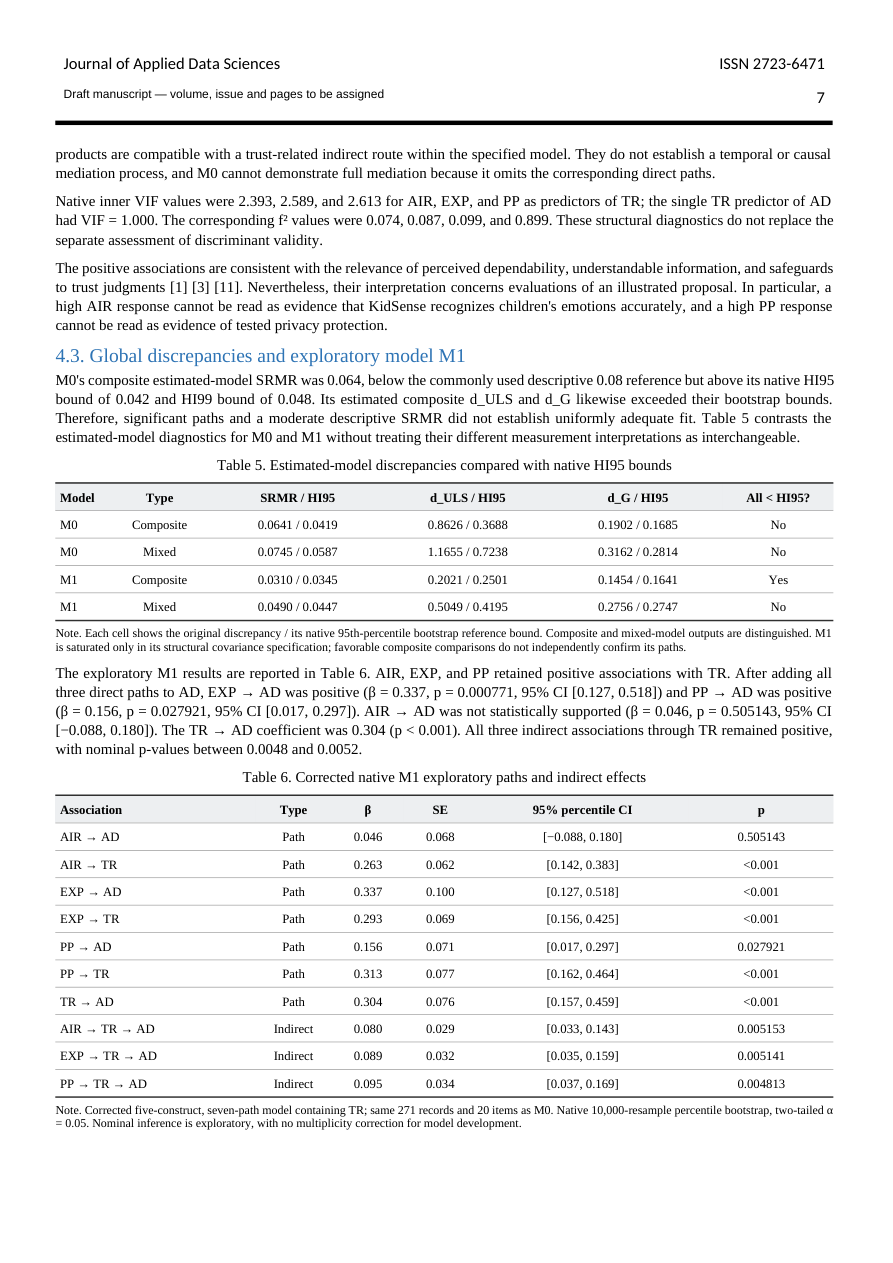 Journal of Applied Data Sciences ISSN 2723-6471
Draft manuscript — volume, issue and pages to be assigned 7
products are compatible with a trust-related indirect route within the specified model. They do not establish a temporal or causal
mediation process, and M0 cannot demonstrate full mediation because it omits the corresponding direct paths.
Native inner VIF values were 2.393, 2.589, and 2.613 for AIR, EXP, and PP as predictors of TR; the single TR predictor of AD
had VIF = 1.000. The corresponding f² values were 0.074, 0.087, 0.099, and 0.899. These structural diagnostics do not replace the
separate assessment of discriminant validity.
The positive associations are consistent with the relevance of perceived dependability, understandable information, and safeguards
to trust judgments [1] [3] [11]. Nevertheless, their interpretation concerns evaluations of an illustrated proposal. In particular, a
high AIR response cannot be read as evidence that KidSense recognizes children's emotions accurately, and a high PP response
cannot be read as evidence of tested privacy protection.
4.3. Global discrepancies and exploratory model M1
M0's composite estimated-model SRMR was 0.064, below the commonly used descriptive 0.08 reference but above its native HI95
bound of 0.042 and HI99 bound of 0.048. Its estimated composite d_ULS and d_G likewise exceeded their bootstrap bounds.
Therefore, significant paths and a moderate descriptive SRMR did not establish uniformly adequate fit. Table 5 contrasts the
estimated-model diagnostics for M0 and M1 without treating their different measurement interpretations as interchangeable.
Table 5. Estimated-model discrepancies compared with native HI95 bounds
Model Type SRMR / HI95 d_ULS / HI95 d_G / HI95 All < HI95?
M0 Composite 0.0641 / 0.0419 0.8626 / 0.3688 0.1902 / 0.1685 No
M0 Mixed 0.0745 / 0.0587 1.1655 / 0.7238 0.3162 / 0.2814 No
M1 Composite 0.0310 / 0.0345 0.2021 / 0.2501 0.1454 / 0.1641 Yes
M1 Mixed 0.0490 / 0.0447 0.5049 / 0.4195 0.2756 / 0.2747 No
Note. Each cell shows the original discrepancy / its native 95th-percentile bootstrap reference bound. Composite and mixed-model outputs are distinguished. M1
is saturated only in its structural covariance specification; favorable composite comparisons do not independently confirm its paths.
The exploratory M1 results are reported in Table 6. AIR, EXP, and PP retained positive associations with TR. After adding all
three direct paths to AD, EXP → AD was positive (β = 0.337, p = 0.000771, 95% CI [0.127, 0.518]) and PP → AD was positive
(β = 0.156, p = 0.027921, 95% CI [0.017, 0.297]). AIR → AD was not statistically supported (β = 0.046, p = 0.505143, 95% CI
[−0.088, 0.180]). The TR → AD coefficient was 0.304 (p < 0.001). All three indirect associations through TR remained positive,
with nominal p-values between 0.0048 and 0.0052.
Table 6. Corrected native M1 exploratory paths and indirect effects
Association Type β SE 95% percentile CI p
AIR → AD Path 0.046 0.068 [−0.088, 0.180] 0.505143
AIR → TR Path 0.263 0.062 [0.142, 0.383] <0.001
EXP → AD Path 0.337 0.100 [0.127, 0.518] <0.001
EXP → TR Path 0.293 0.069 [0.156, 0.425] <0.001
PP → AD Path 0.156 0.071 [0.017, 0.297] 0.027921
PP → TR Path 0.313 0.077 [0.162, 0.464] <0.001
TR → AD Path 0.304 0.076 [0.157, 0.459] <0.001
AIR → TR → AD Indirect 0.080 0.029 [0.033, 0.143] 0.005153
EXP → TR → AD Indirect 0.089 0.032 [0.035, 0.159] 0.005141
PP → TR → AD Indirect 0.095 0.034 [0.037, 0.169] 0.004813
Note. Corrected five-construct, seven-path model containing TR; same 271 records and 20 items as M0. Native 10,000-resample percentile bootstrap, two-tailed α
= 0.05. Nominal inference is exploratory, with no multiplicity correction for model development.